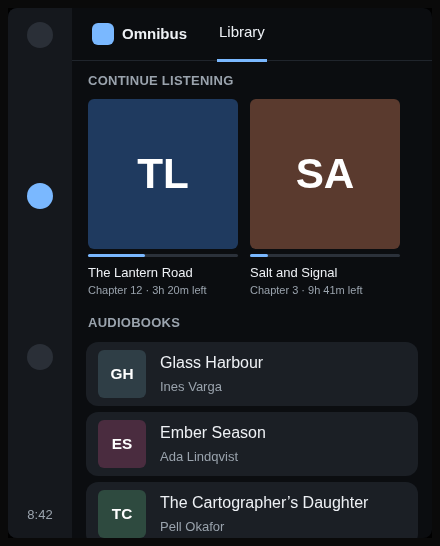 Omnibus
Library
CONTINUE LISTENING
TL
SA
The Lantern Road
Chapter 12 · 3h 20m left
Salt and Signal
Chapter 3 · 9h 41m left
AUDIOBOOKS
GH
Glass Harbour
Ines Varga
ES
Ember Season
Ada Lindqvist
TC
The Cartographer’s Daughter
Pell Okafor
8:42